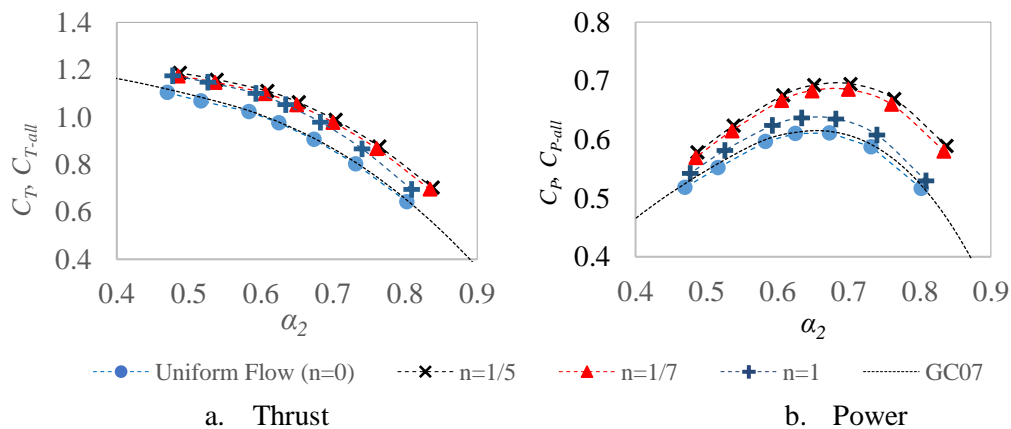 1.4
1.2
1.0
0.8
0.6
0.4
0.4 0.5 0.6 0.7 0.8 0.9
C_T, C_{T-all}
α_2
0.8
0.7
0.6
0.5
0.4
0.4 0.5 0.6 0.7 0.8 0.9
C_P, C_{P-all}
α_2
Uniform Flow (n=0) n=1/5 n=1/7 n=1 GC07
a. Thrust b. Power